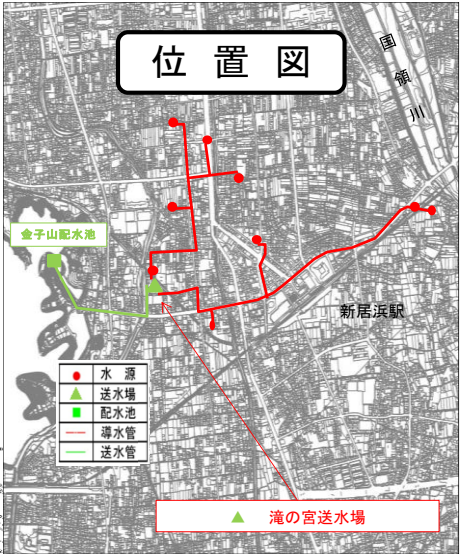 位置図
国領川
金子山配水池
新居浜駅
水源
送水場
配水池
導水管
送水管
滝の宮送水場